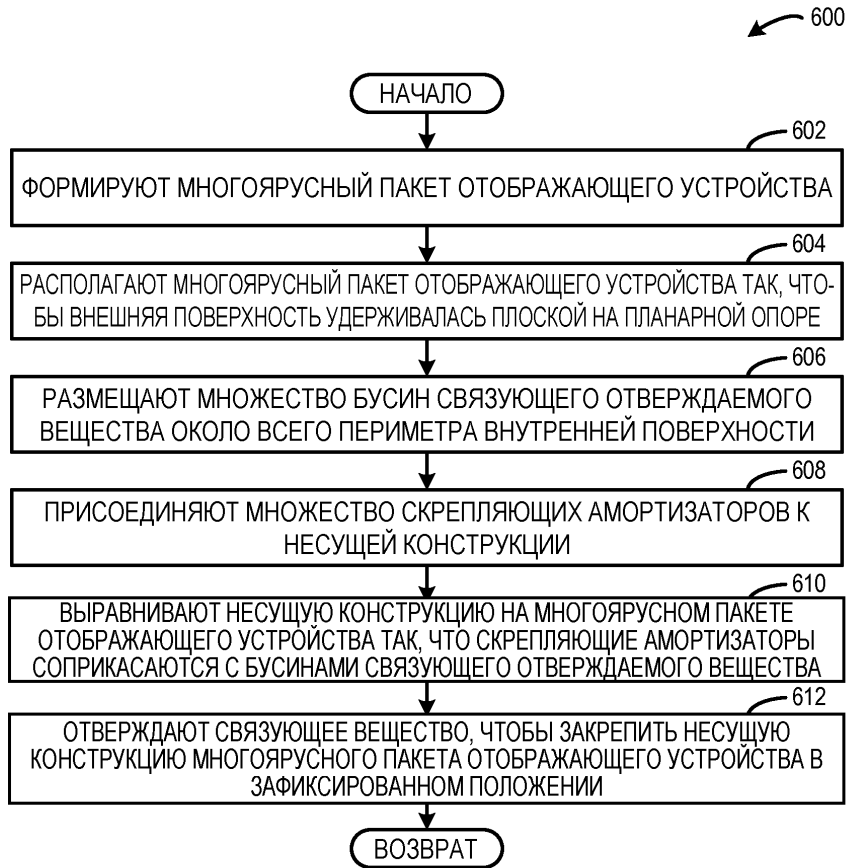 600
НАЧАЛО
602
ФОРМИРУЮТ МНОГОЯРУСНЫЙ ПАКЕТ ОТОБРАЖАЮЩЕГО УСТРОЙСТВА
604
РАСПОЛАГАЮТ МНОГОЯРУСНЫЙ ПАКЕТ ОТОБРАЖАЮЩЕГО УСТРОЙСТВА ТАК, ЧТО-
БЫ ВНЕШНЯЯ ПОВЕРХНОСТЬ УДЕРЖИВАЛАСЬ ПЛОСКОЙ НА ПЛАНАРНОЙ ОПОРЕ
606
РАЗМЕЩАЮТ МНОЖЕСТВО БУСИН СВЯЗУЮЩЕГО ОТВЕРЖДАЕМОГО
ВЕЩЕСТВА ОКОЛО ВСЕГО ПЕРИМЕТРА ВНУТРЕННЕЙ ПОВЕРХНОСТИ
608
ПРИСОЕДИНЯЮТ МНОЖЕСТВО СКРЕПЛЯЮЩИХ АМОРТИЗАТОРОВ К
НЕСУЩЕЙ КОНСТРУКЦИИ
610
ВЫРАВНИВАЮТ НЕСУЩУЮ КОНСТРУКЦИЮ НА МНОГОЯРУСНОМ ПАКЕТЕ
ОТОБРАЖАЮЩЕГО УСТРОЙСТВА ТАК, ЧТО СКРЕПЛЯЮЩИЕ АМОРТИЗАТОРЫ
СОПРИКАСАЮТСЯ С БУСИНАМИ СВЯЗУЮЩЕГО ОТВЕРЖДАЕМОГО ВЕЩЕСТВА
612
ОТВЕРЖДАЮТ СВЯЗУЮЩЕЕ ВЕЩЕСТВО, ЧТОБЫ ЗАКРЕПИТЬ НЕСУЩУЮ
КОНСТРУКЦИЮ МНОГОЯРУСНОГО ПАКЕТА ОТОБРАЖАЮЩЕГО УСТРОЙСТВА В
ЗАФИКСИРОВАННОМ ПОЛОЖЕНИИ
ВОЗВРАТ